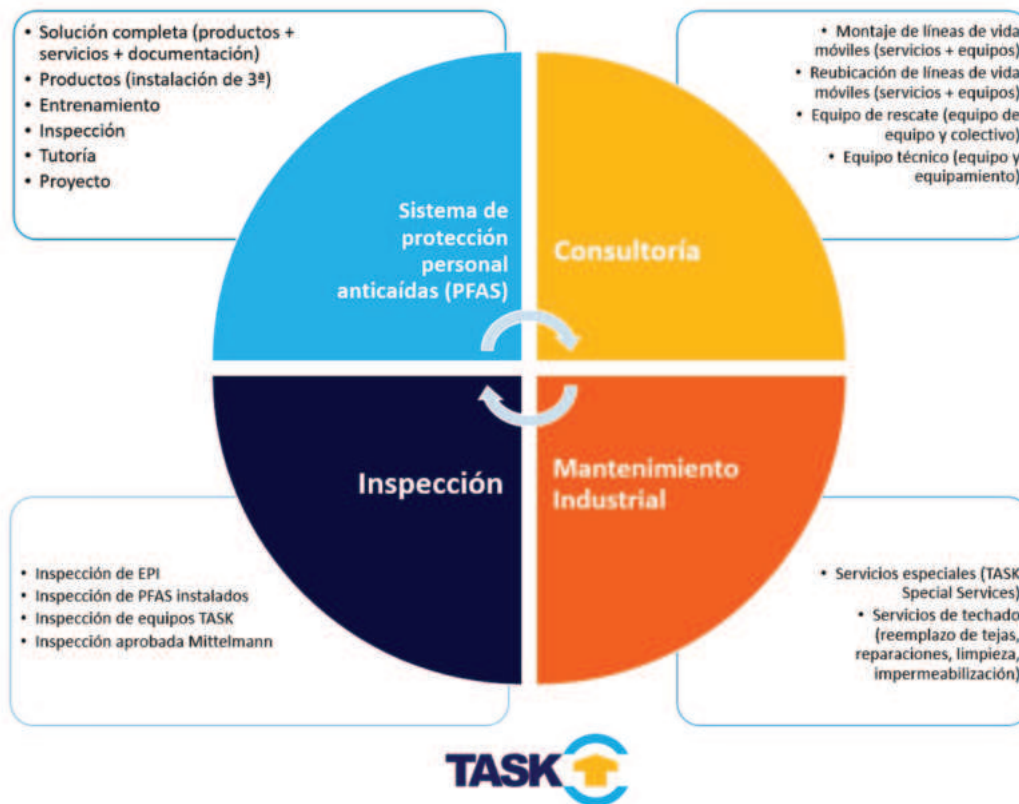 • Solución completa (productos +
servicios + documentación)
• Productos (instalación de 3ª)
• Entrenamiento
• Inspección
• Tutoría
• Proyecto
• Montaje de líneas de vida
móviles (servicios + equipos)
• Reubicación de líneas de vida
móviles (servicios + equipos)
• Equipo de rescate (equipo de
equipo y colectivo)
• Equipo técnico (equipo y
equipamiento)
Sistema de
protección
personal
anticaídas (PFAS)
Consultoría
Inspección
Mantenimiento
Industrial
• Inspección de EPI
• Inspección de PFAS instalados
• Inspección de equipos TASK
• Inspección aprobada Mittelmann
• Servicios especiales (TASK
Special Services)
• Servicios de techado
(reemplazo de tejas,
reparaciones, limpieza,
impermeabilización)
TASK